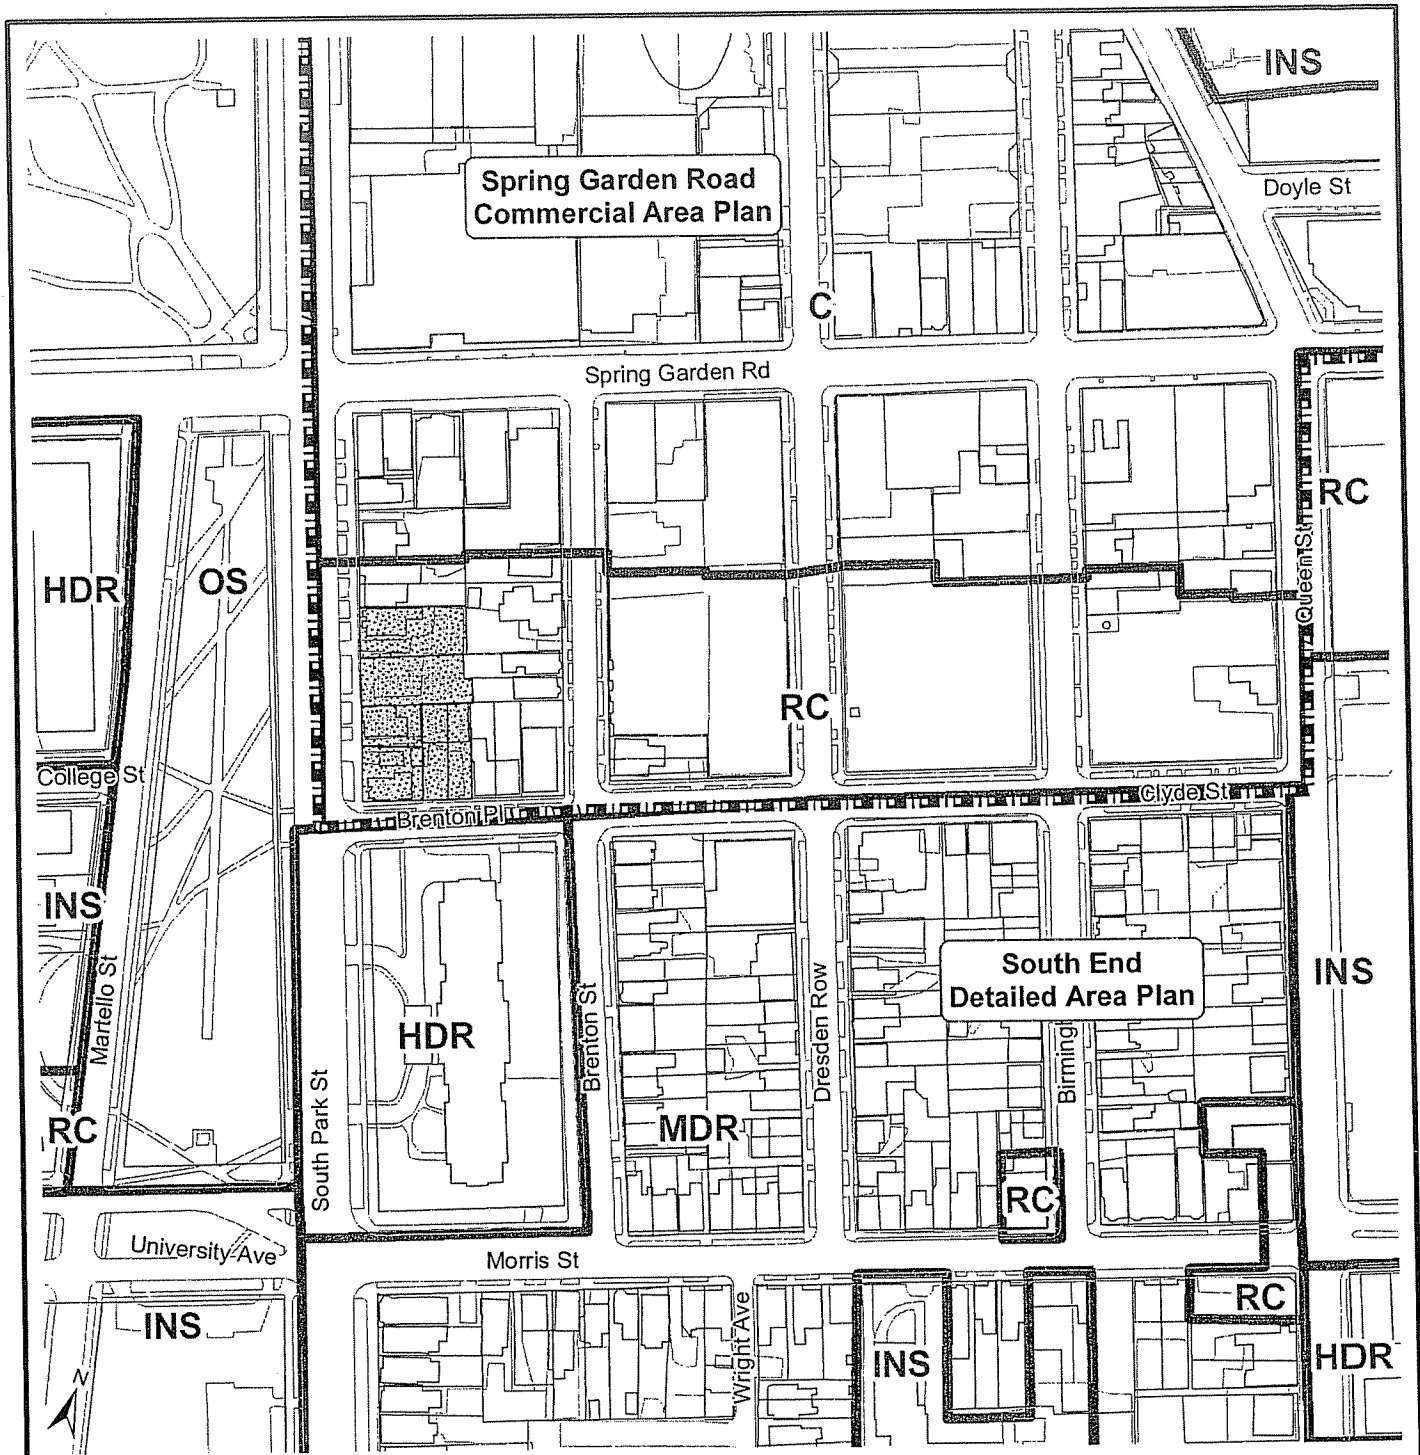 INS
Spring Garden Road
Commercial Area Plan
Doyle St
C
Spring Garden Rd
RC
HDR
OS
Queen St
RC
College St
Clyde St
Brenton Pl
INS
Martello St
South End
Detailed Area Plan
INS
HDR
Brenton St
Dresden Row
South Park St
RC
MDR
RC
University Ave
Morris St
RC
INS
Wright Ave
INS
HDR
N